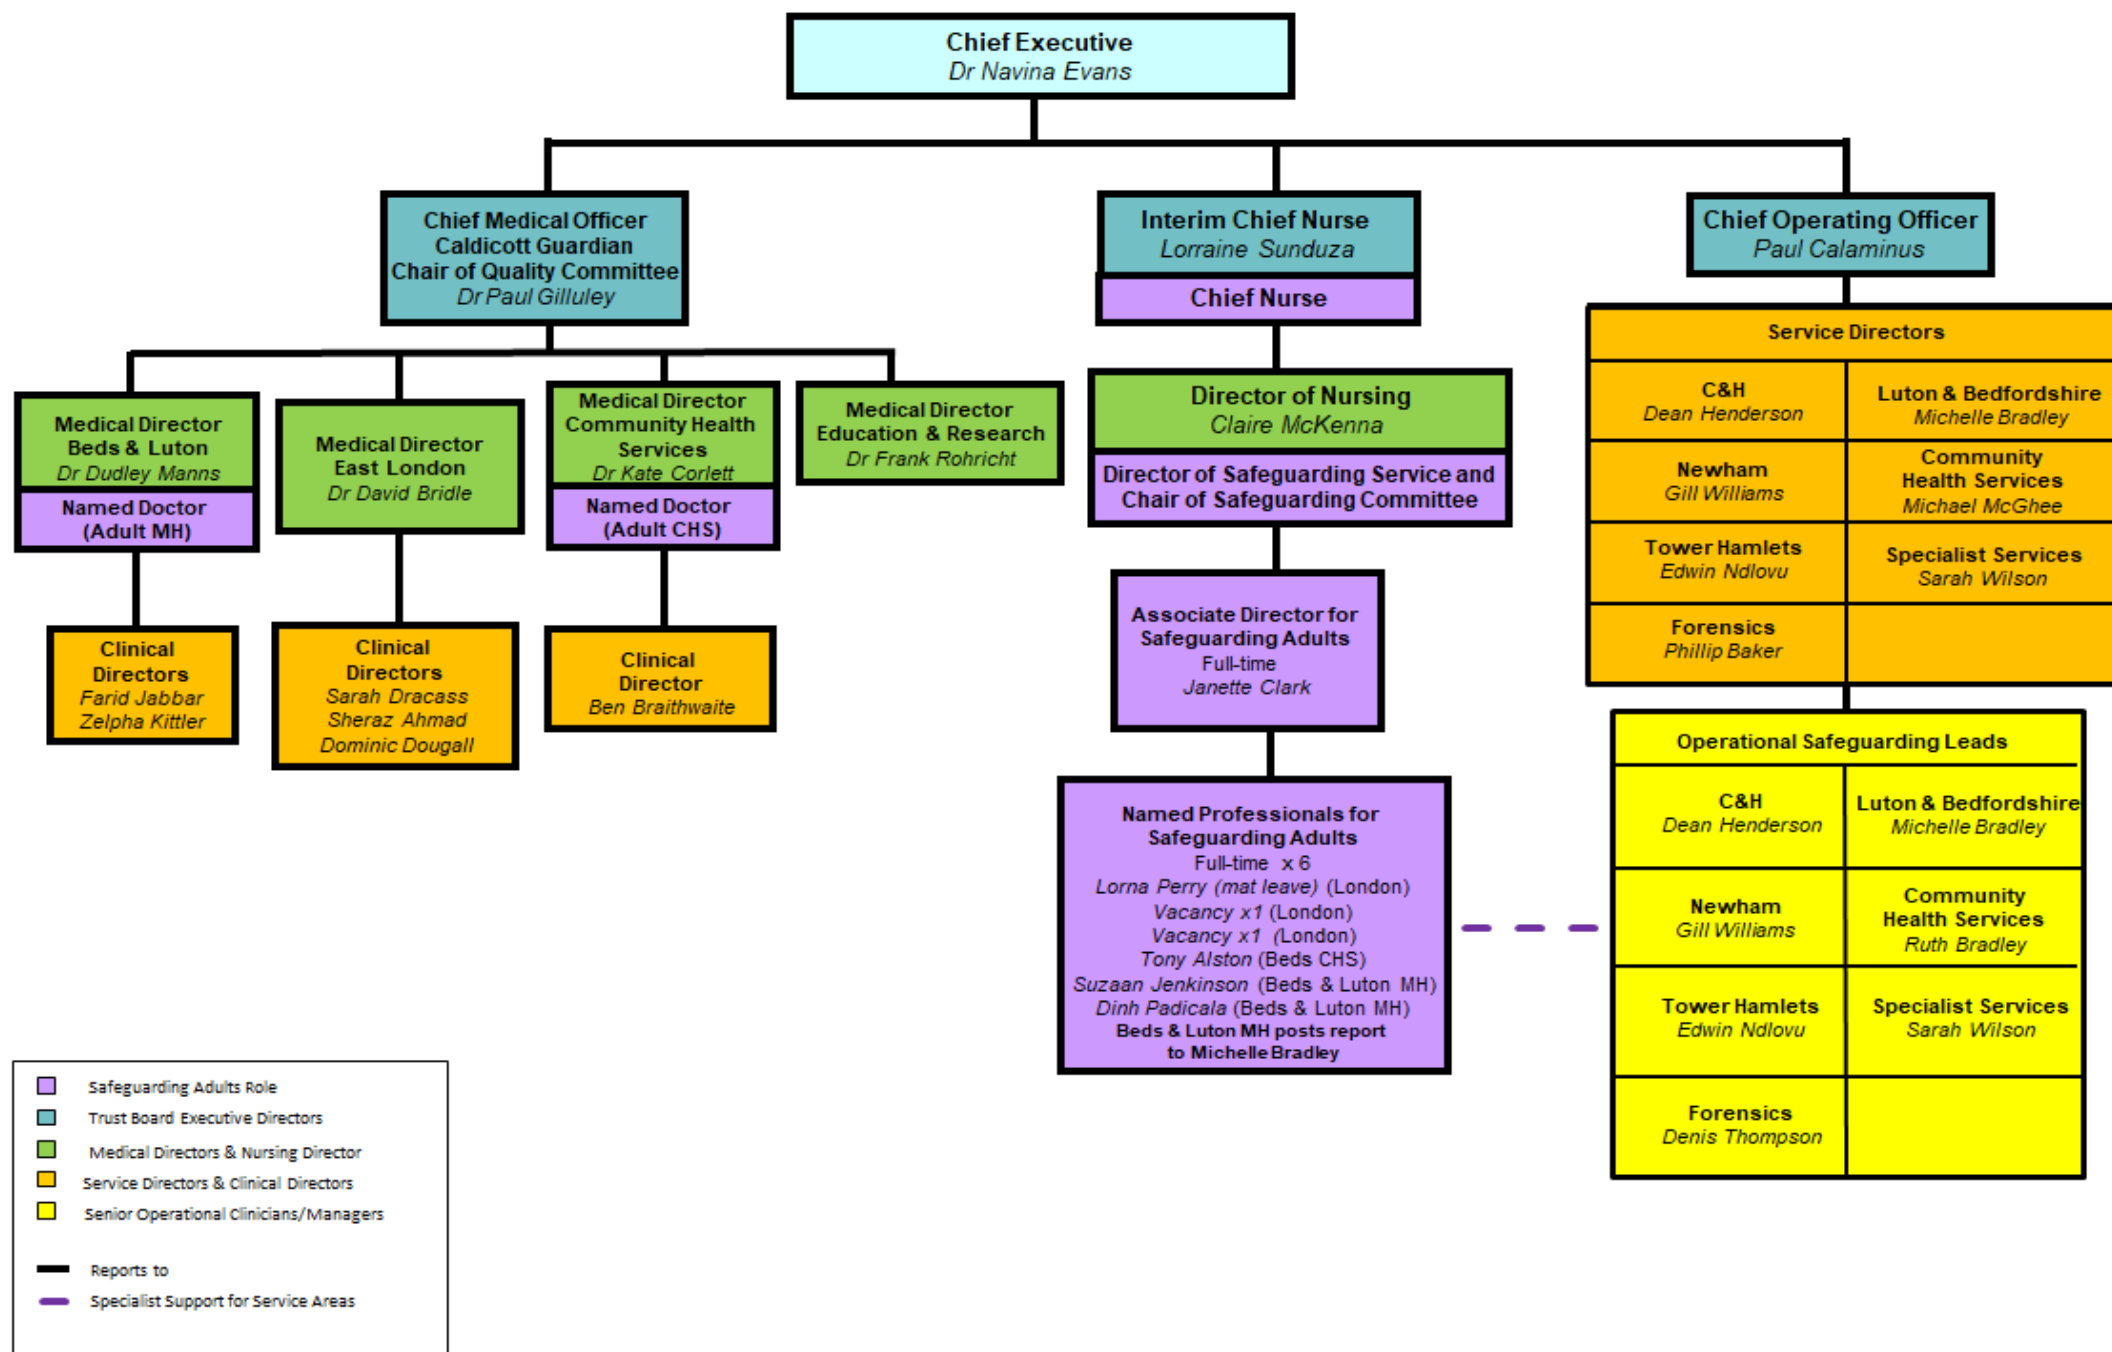 Chief Executive
Dr Navina Evans
Chief Medical Officer
Caldicott Guardian
Chair of Quality Committee
Dr Paul Gilluley
Interim Chief Nurse
Lorraine Sunduza
Chief Nurse
Chief Operating Officer
Paul Calaminus
Medical Director
Beds & Luton
Dr Dudley Manns
Named Doctor
(Adult MH)
Medical Director
East London
Dr David Bridle
Medical Director
Community Health
Services
Dr Kate Corlett
Named Doctor
(Adult CHS)
Medical Director
Education & Research
Dr Frank Rohricht
Director of Nursing
Claire McKenna
Director of Safeguarding Service and
Chair of Safeguarding Committee
Service Directors
C&H
Dean Henderson
Luton & Bedfordshire
Michelle Bradley
Newham
Gill Williams
Community
Health Services
Michael McGhee
Tower Hamlets
Edwin Ndlovu
Specialist Services
Sarah Wilson
Forensics
Phillip Baker
Clinical
Directors
Farid Jabbar
Zelpha Kittler
Clinical
Directors
Sarah Dracass
Sheraz Ahmad
Dominic Dougall
Clinical
Director
Ben Braithwaite
Associate Director for
Safeguarding Adults
Full-time
Janette Clark
Named Professionals for
Safeguarding Adults
Full-time x 6
Lorna Perry (mat leave) (London)
Vacancy x1 (London)
Vacancy x1 (London)
Tony Alston (Beds CHS)
Suzaan Jenkinson (Beds & Luton MH)
Dinh Padicala (Beds & Luton MH)
Beds & Luton MH posts report
to Michelle Bradley
Operational Safeguarding Leads
C&H
Dean Henderson
Luton & Bedfordshire
Michelle Bradley
Newham
Gill Williams
Community
Health Services
Ruth Bradley
Tower Hamlets
Edwin Ndlovu
Specialist Services
Sarah Wilson
Forensics
Denis Thompson
Safeguarding Adults Role
Trust Board Executive Directors
Medical Directors & Nursing Director
Service Directors & Clinical Directors
Senior Operational Clinicians/Managers
Reports to
Specialist Support for Service Areas